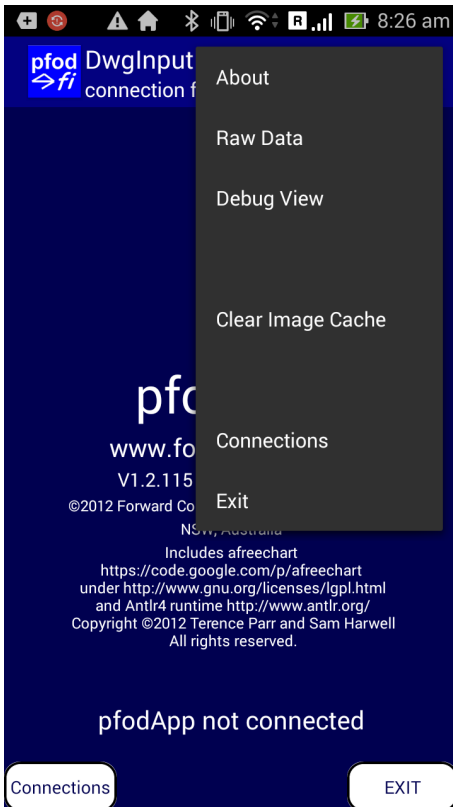 R 8:26 am
pfod DwgInput
fi connection f
About
Raw Data
Debug View
Clear Image Cache
Connections
Exit
pfo
www.fo
V1.2.115
©2012 Forward Co
NSW, Australia
Includes afreechart
https://code.google.com/p/afreechart
under http://www.gnu.org/licenses/lgpl.html
and Antlr4 runtime http://www.antlr.org/
Copyright ©2012 Terence Parr and Sam Harwell
All rights reserved.
pfodApp not connected
Connections
EXIT